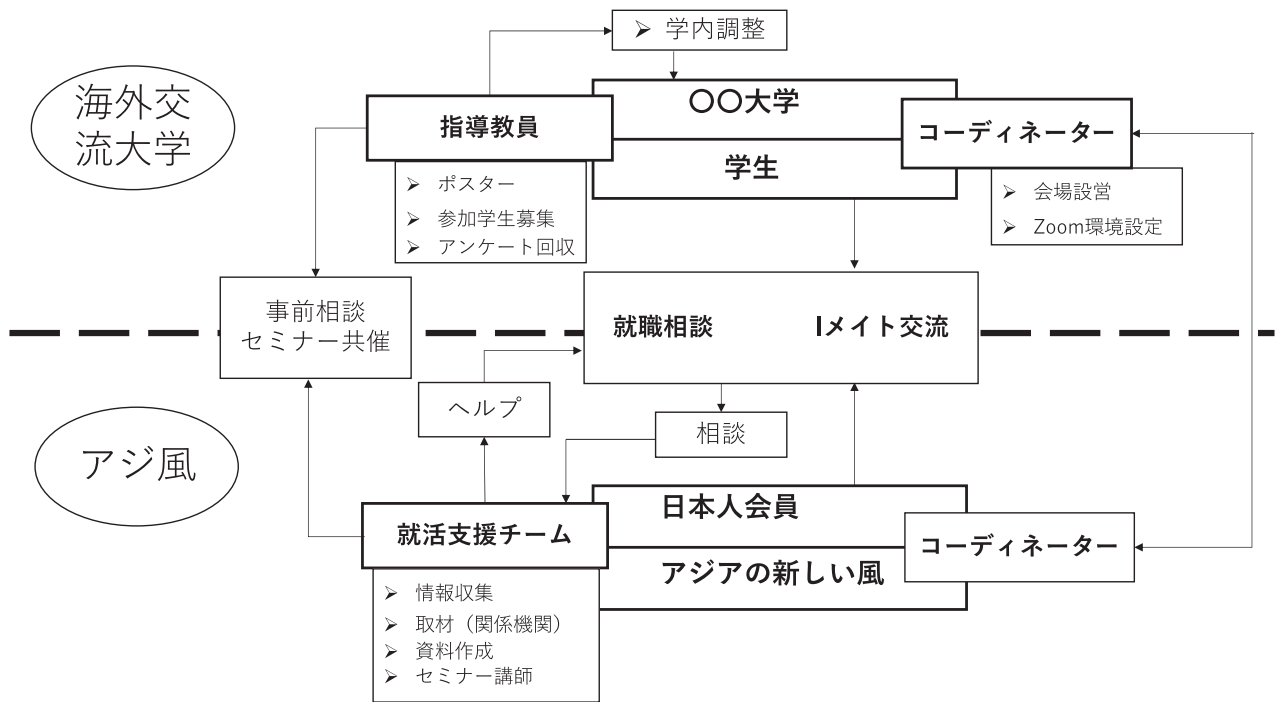 ➢ 学内調整
海外交
流大学
〇〇大学
指導教員
コーディネーター
学生
➢ ポスター
➢ 参加学生募集
➢ アンケート回収
➢ 会場設営
➢ Zoom環境設定
事前相談
セミナー共催
就職相談
Iメイト交流
ヘルプ
相談
アジ風
日本人会員
就活支援チーム
コーディネーター
アジアの新しい風
➢ 情報収集
➢ 取材（関係機関）
➢ 資料作成
➢ セミナー講師